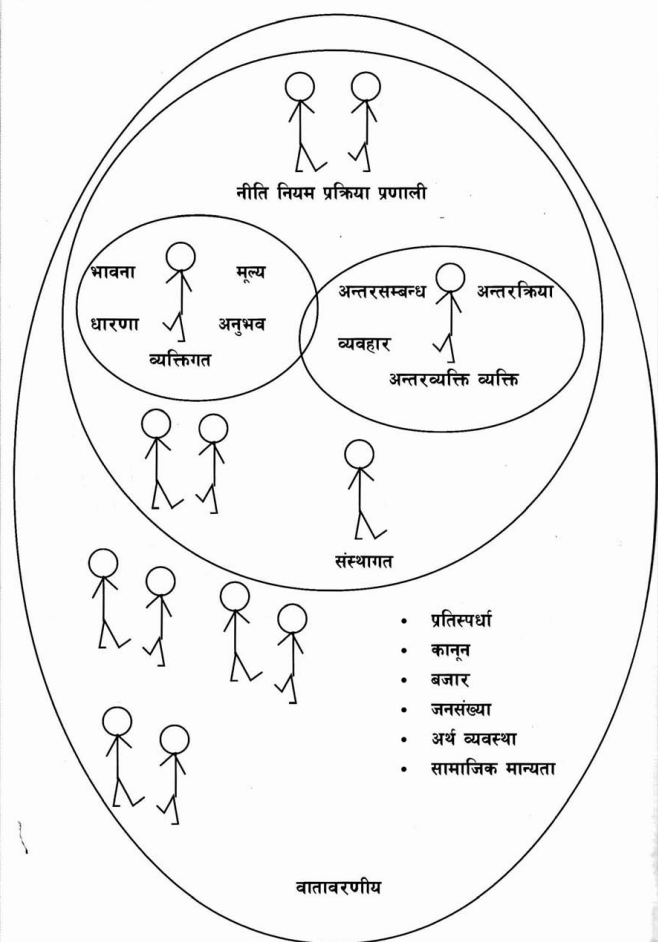 नीति नियम प्रक्रिया प्रणाली
भावना मूल्य
धारणा अनुभव
व्यक्तिगत
अन्तरसम्बन्ध अन्तरक्रिया
व्यवहार
अन्तरव्यक्ति व्यक्ति
संस्थागत
• प्रतिस्पर्धा
• कानून
• बजार
• जनसंख्या
• अर्थ व्यवस्था
• सामाजिक मान्यता
वातावरणीय